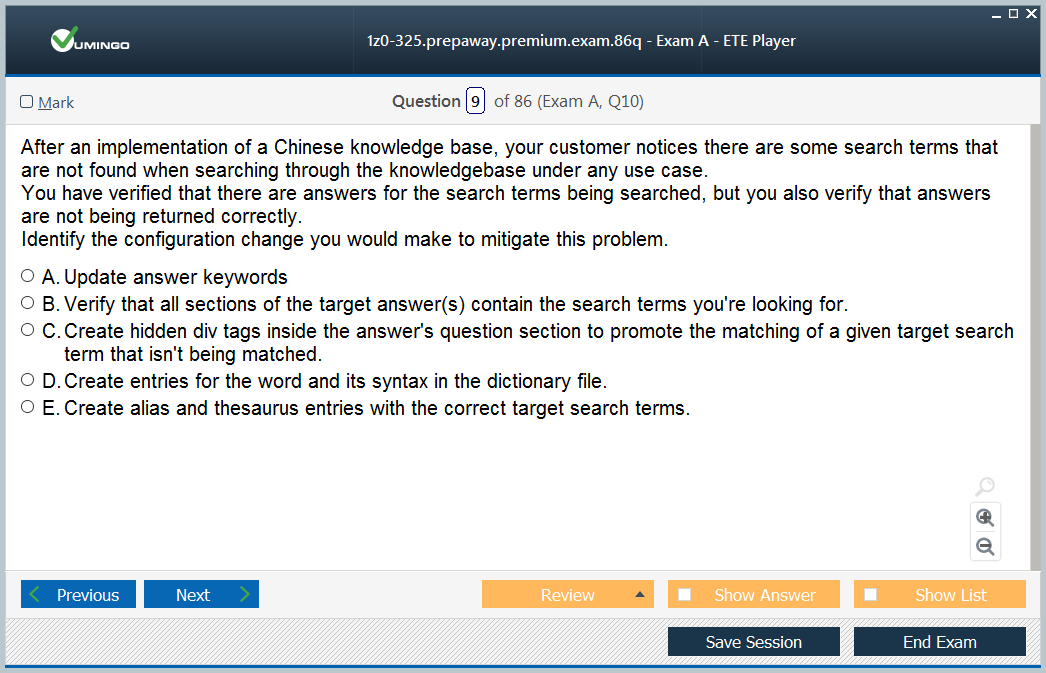 VUMINGO
1z0-325.prepaway.premium.exam.86q - Exam A - ETE Player
Mark
Question 9 of 86 (Exam A, Q10)
After an implementation of a Chinese knowledge base, your customer notices there are some search terms that
are not found when searching through the knowledgebase under any use case.
You have verified that there are answers for the search terms being searched, but you also verify that answers
are not being returned correctly.
Identify the configuration change you would make to mitigate this problem.
A. Update answer keywords
B. Verify that all sections of the target answer(s) contain the search terms you're looking for.
C. Create hidden div tags inside the answer's question section to promote the matching of a given target search
term that isn't being matched.
D. Create entries for the word and its syntax in the dictionary file.
E. Create alias and thesaurus entries with the correct target search terms.
Previous
Next
Review
Show Answer
Show List
Save Session
End Exam